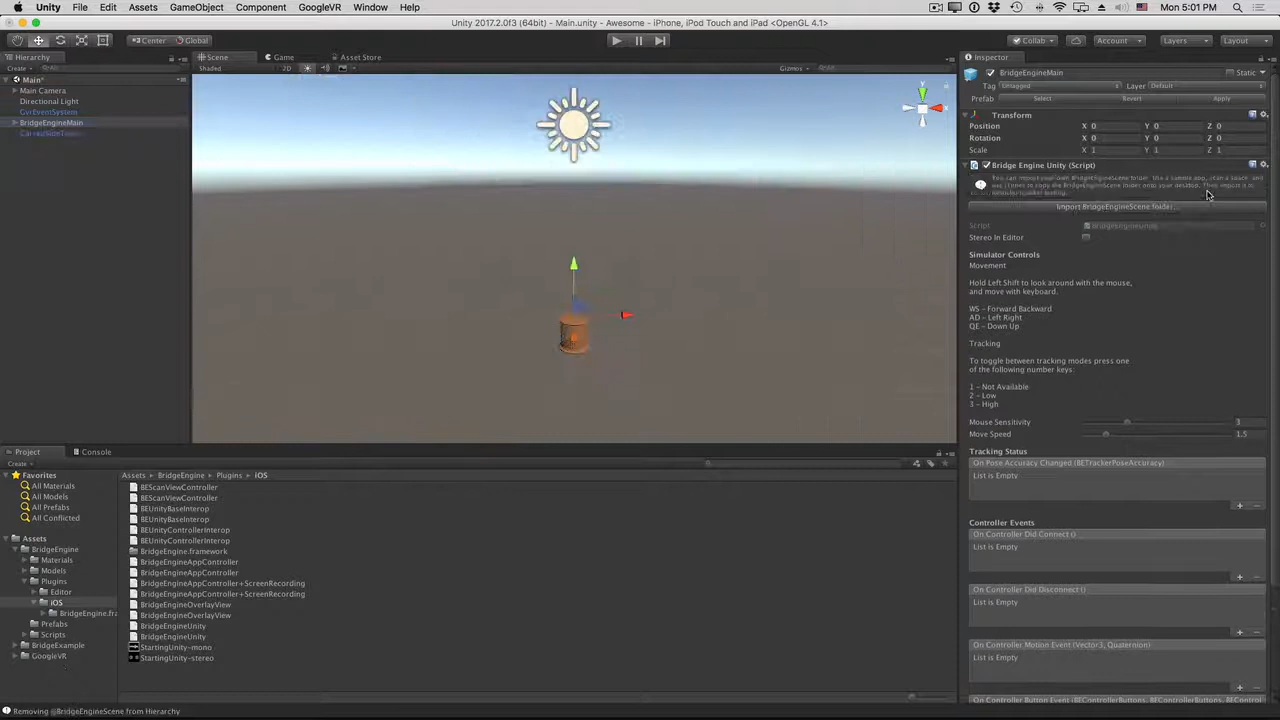 Unity File Edit Assets GameObject Component GoogleVR Window Help
Mon 5:01 PM
Unity 2017.2.0f3 (64bit) - Main.unity - Awesome - iPhone, iPod Touch and iPad <OpenGL 4.1>
Center Global
Collab Account Layers Layout
Hierarchy
Create
Main*
Main Camera
Directional Light
GvrEventSystem
BridgeEngineMain
Scene Game Asset Store
Shaded 2D Gizmos All
Inspector
BridgeEngineMain Static
Tag Untagged Layer Default
Prefab Select Revert Apply
Transform
Position X 0 Y 0 Z 0
Rotation X 0 Y 0 Z 0
Scale X 1 Y 1 Z 1
Bridge Engine Unity (Script)
Import BridgeEngineScene folder...
Script BridgeEngineUnity
Stereo In Editor
Simulator Controls
Movement
Hold Left Shift to look around with the mouse,
and move with keyboard.
WS - Forward Backward
AD - Left Right
QE - Down Up
Tracking
To toggle between tracking modes press one
of the following number keys:
1 - Not Available
2 - Low
3 - High
Mouse Sensitivity 3
Move Speed 1.5
Tracking Status
On Pose Accuracy Changed (BETrackerPoseAccuracy)
List is Empty
Controller Events
On Controller Did Connect ()
List is Empty
On Controller Did Disconnect ()
List is Empty
On Controller Motion Event (Vector3, Quaternion)
List is Empty
On Controller Button Event (BEControllerButtons, BEControllerButtons, BEControl
Project Console
Create
Favorites
All Materials
All Models
All Prefabs
All Conflicted
Assets
BridgeEngine
Materials
Models
Plugins
Editor
iOS
BridgeEngine.fra
Prefabs
Scripts
BridgeExample
GoogleVR
Assets BridgeEngine Plugins iOS
BEScanViewController
BEScanViewController
BEUnityBaseInterop
BEUnityBaseInterop
BEUnityControllerInterop
BEUnityControllerInterop
BridgeEngine.framework
BridgeEngineAppController
BridgeEngineAppController
BridgeEngineAppController+ScreenRecording
BridgeEngineAppController+ScreenRecording
BridgeEngineOverlayView
BridgeEngineOverlayView
BridgeEngineUnity
BridgeEngineUnity
StartingUnity-mono
StartingUnity-stereo
Removing @BridgeEngineScene from Hierarchy